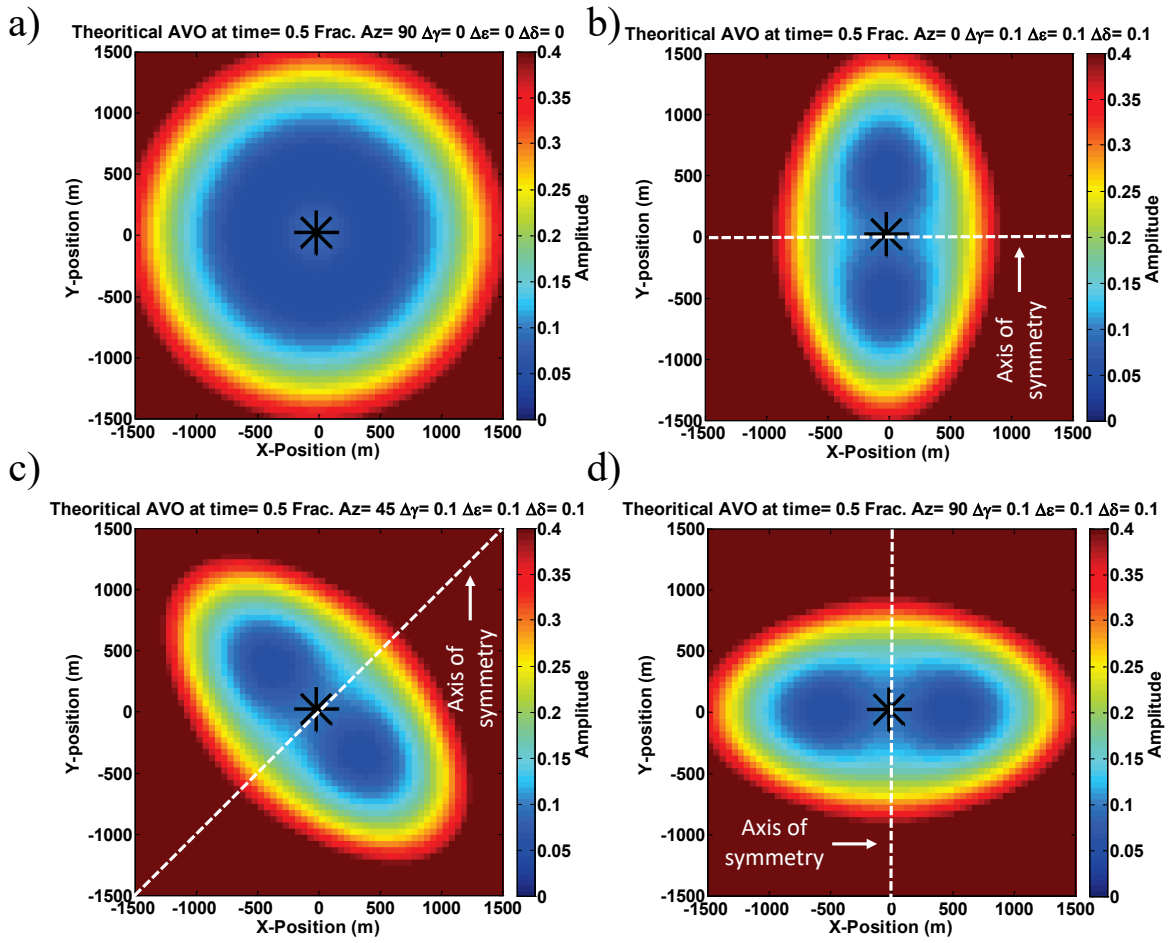 a)
Theoritical AVO at time= 0.5 Frac. Az= 90 Δγ= 0 Δε= 0 Δδ= 0
1500
1000
500
0
-500
-1000
-1500
Y-position (m)
-1500 -1000 -500 0 500 1000 1500
X-Position (m)
0.4
0.35
0.3
0.25
0.2
0.15
0.1
0.05
0
Amplitude
b)
Theoritical AVO at time= 0.5 Frac. Az= 0 Δγ= 0.1 Δε= 0.1 Δδ= 0.1
1500
1000
500
0
-500
-1000
-1500
Y-position (m)
Axis of
symmetry
-1500 -1000 -500 0 500 1000 1500
X-Position (m)
0.4
0.35
0.3
0.25
0.2
0.15
0.1
0.05
0
Amplitude
c)
Theoritical AVO at time= 0.5 Frac. Az= 45 Δγ= 0.1 Δε= 0.1 Δδ= 0.1
1500
1000
500
0
-500
-1000
-1500
Y-position (m)
Axis of
symmetry
-1500 -1000 -500 0 500 1000 1500
X-Position (m)
0.4
0.35
0.3
0.25
0.2
0.15
0.1
0.05
0
Amplitude
d)
Theoritical AVO at time= 0.5 Frac. Az= 90 Δγ= 0.1 Δε= 0.1 Δδ= 0.1
1500
1000
500
0
-500
-1000
-1500
Y-position (m)
Axis of
symmetry
-1500 -1000 -500 0 500 1000 1500
X-Position (m)
0.4
0.35
0.3
0.25
0.2
0.15
0.1
0.05
0
Amplitude